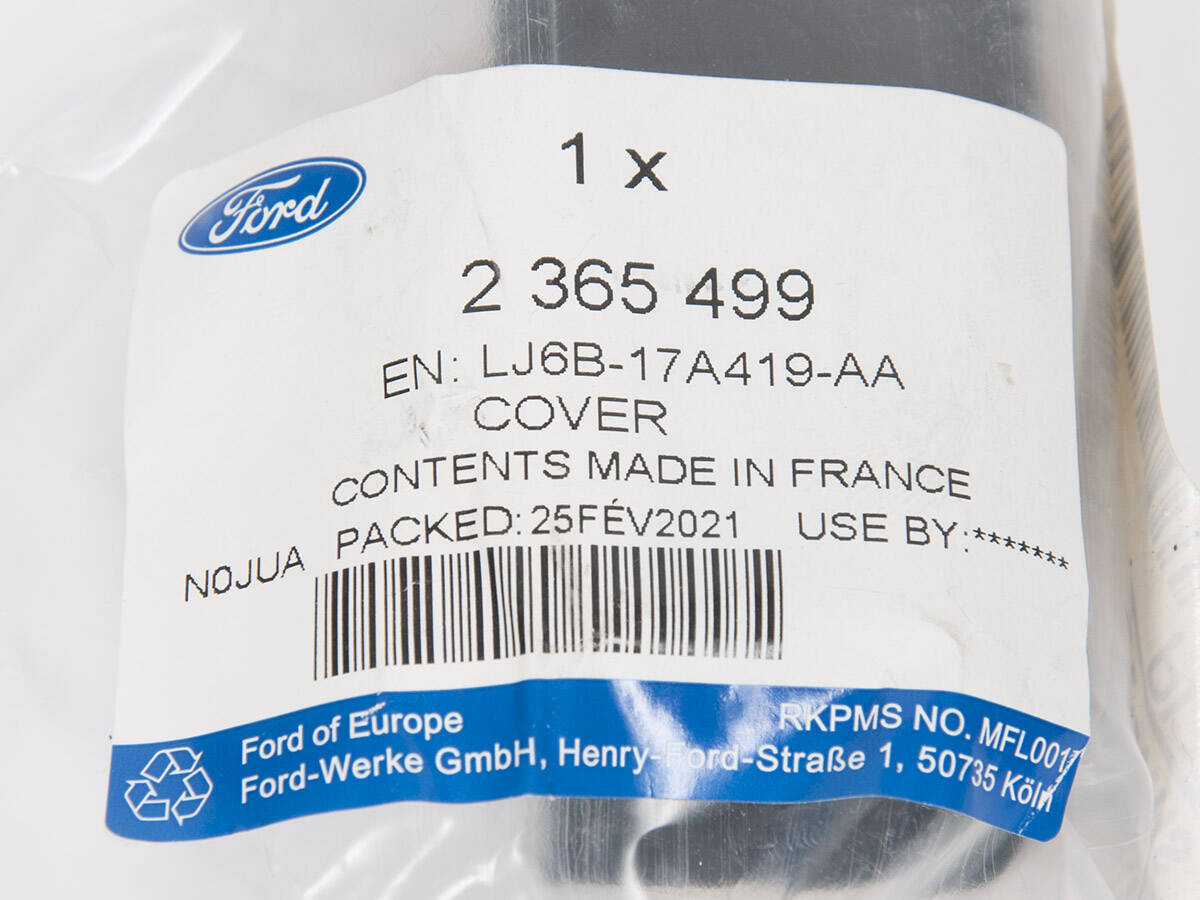 Ford
1 x
2 365 499
EN: LJ6B-17A419-AA
COVER
CONTENTS MADE IN FRANCE
PACKED: 25FÉV2021 USE BY:*******
N0JUA
RKPMS NO.
Ford of Europe
Ford-Werke GmbH, Henry-Ford-Straße 1, 50735 Köln